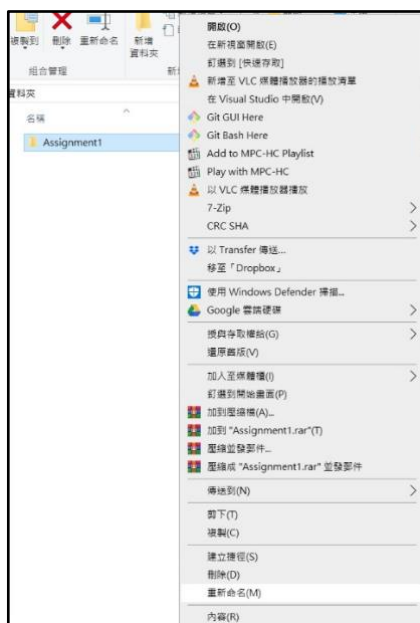 複製到
刪除
重新命名
新增
資料夾
組合管理
資料夾
名稱
Assignment1
開啟(O)
在新視窗開啟(E)
釘選到 [快速存取]
新增至 VLC 媒體播放器的播放清單
在 Visual Studio 中開啟(V)
Git GUI Here
Git Bash Here
Add to MPC-HC Playlist
Play with MPC-HC
以 VLC 媒體播放器播放
7-Zip
CRC SHA
以 Transfer 傳送...
移至「Dropbox」
使用 Windows Defender 掃描...
Google 雲端硬碟
授與存取權給(G)
還原舊版(V)
加入至媒體櫃(I)
釘選到開始畫面(P)
加到壓縮檔(A)...
加到 "Assignment1.rar"(T)
壓縮並發郵件...
壓縮成 "Assignment1.rar" 並發郵件
傳送到(N)
剪下(T)
複製(C)
建立捷徑(S)
刪除(D)
重新命名(M)
內容(R)